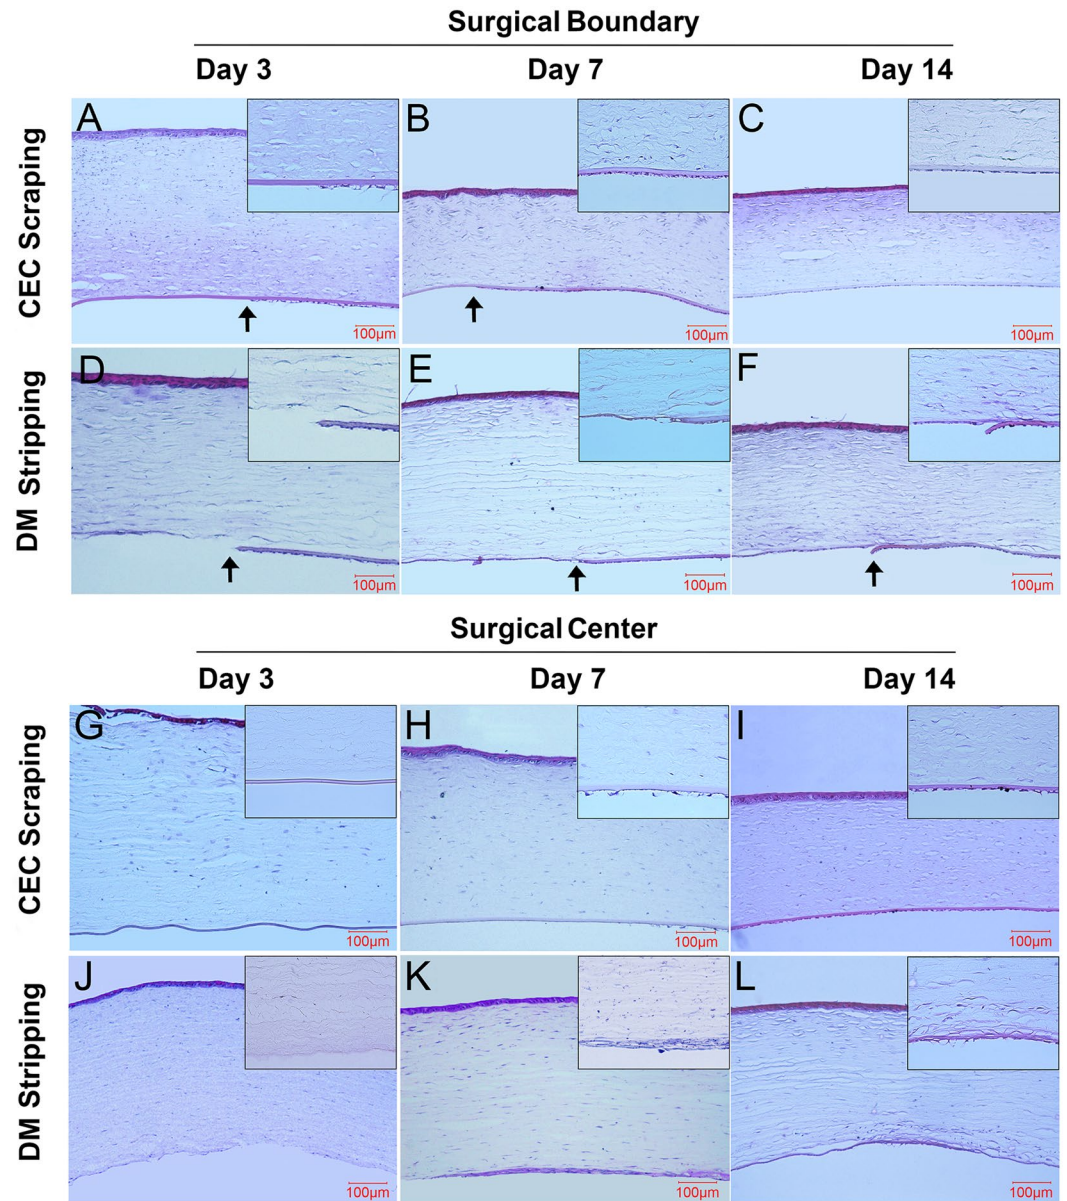 Surgical Boundary
Day 3 Day 7 Day 14
CEC Scraping
A B C
100μm 100μm 100μm
DM Stripping
D E F
100μm 100μm 100μm
Surgical Center
Day 3 Day 7 Day 14
CEC Scraping
G H I
100μm 100μm 100μm
DM Stripping
J K L
100μm 100μm 100μm